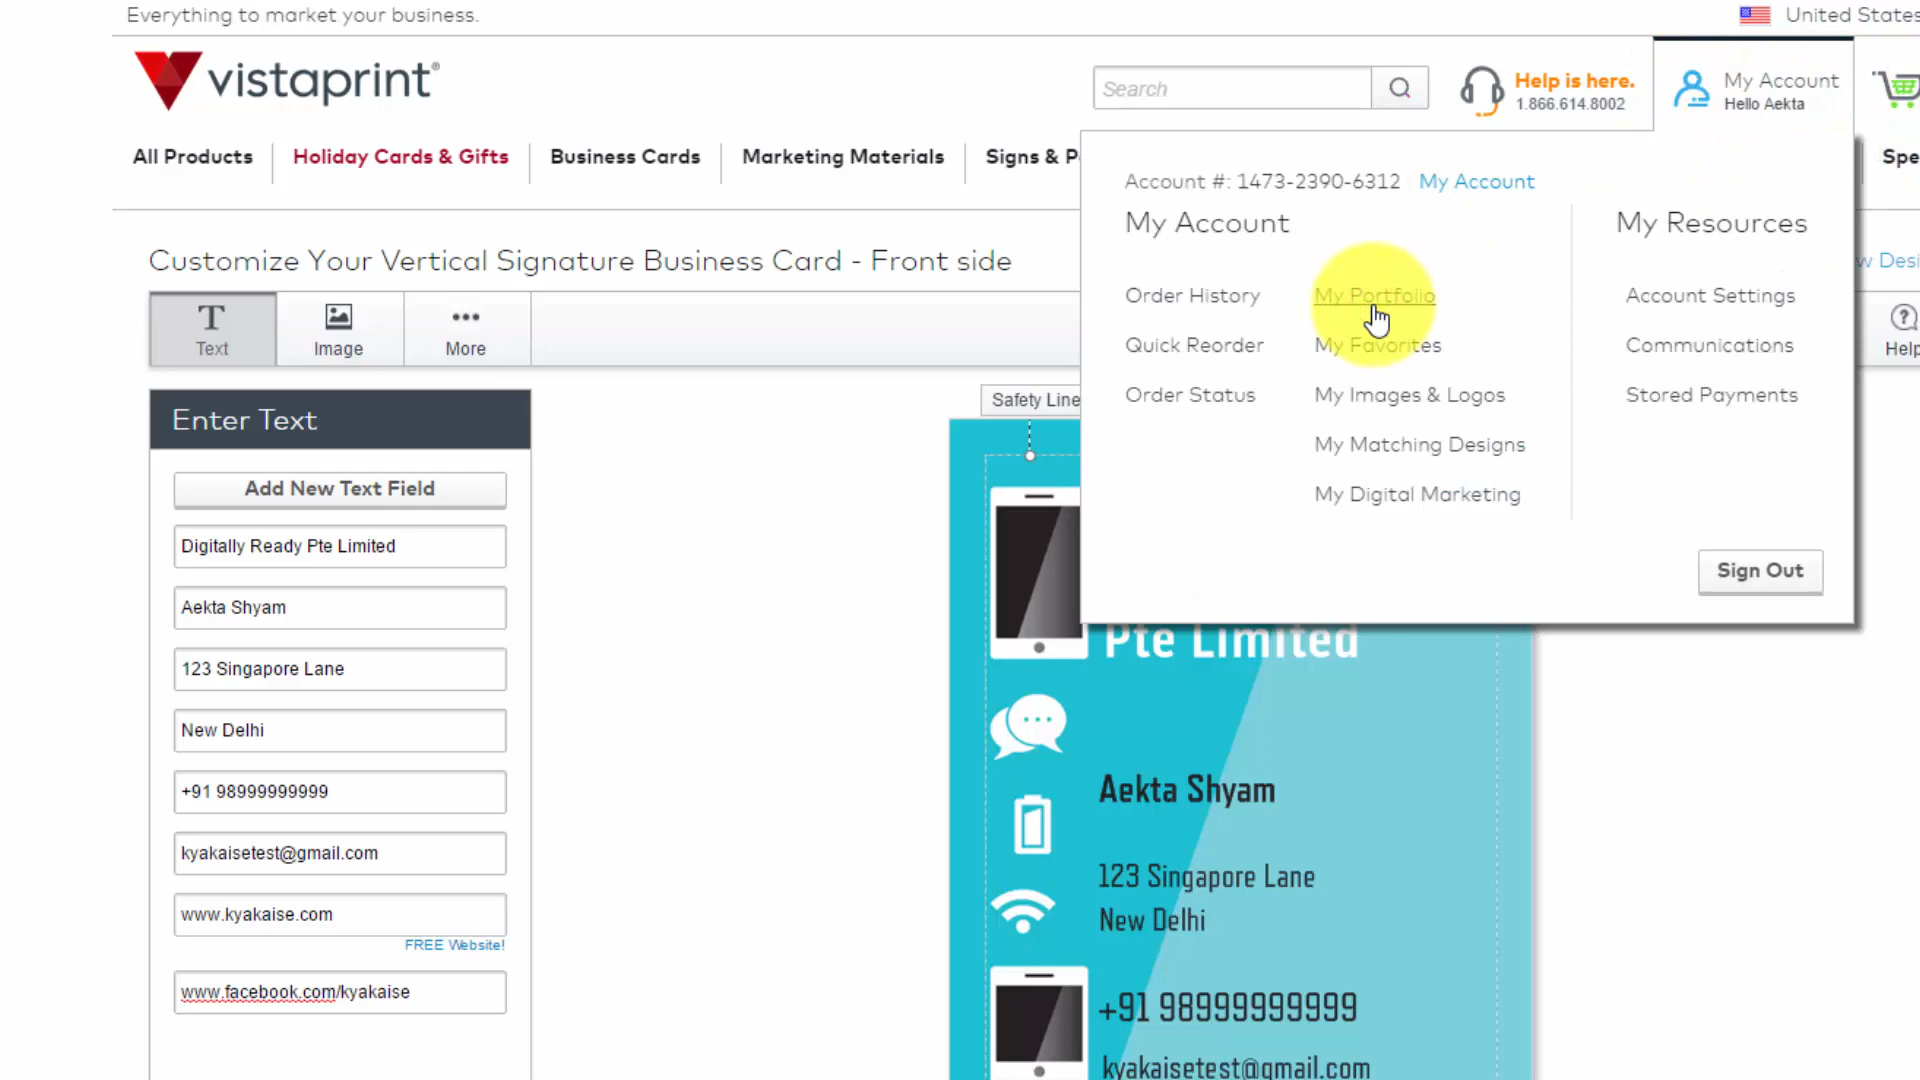 Everything to market your business.
United States
vistaprint®
Search
Help is here.
1.866.614.8002
My Account
Hello Aekta
All Products
Holiday Cards & Gifts
Business Cards
Marketing Materials
Signs & P
Spe
Account #: 1473-2390-6312
My Account
My Account
My Resources
Order History
My Portfolio
Account Settings
Quick Reorder
My Favorites
Communications
Order Status
My Images & Logos
Stored Payments
My Matching Designs
My Digital Marketing
Sign Out
Customize Your Vertical Signature Business Card - Front side
w Desi
Text
Image
More
Help
Enter Text
Add New Text Field
Digitally Ready Pte Limited
Aekta Shyam
123 Singapore Lane
New Delhi
+91 98999999999
kyakaisetest@gmail.com
www.kyakaise.com
FREE Website!
www.facebook.com/kyakaise
Safety Line
Pte Limited
Aekta Shyam
123 Singapore Lane
New Delhi
+91 98999999999
kyakaisetest@gmail.com